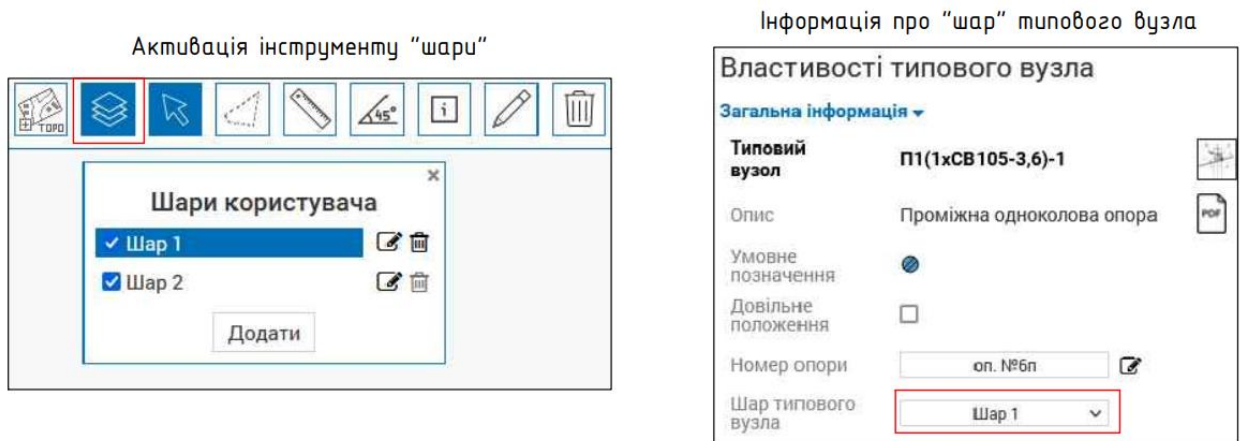 Активація інструменту "шари"
ТОРО
45°
i
Шари користувача
Шар 1
Шар 2
Додати
Інформація про "шар" типового вузла
Властивості типового вузла
Загальна інформація
Типовий вузол П1(1хСВ105-3,6)-1
Опис Проміжна одноколова опора
PDF
Умовне позначення
Довільне положення
Номер опори оп. №6п
Шар типового вузла Шар 1